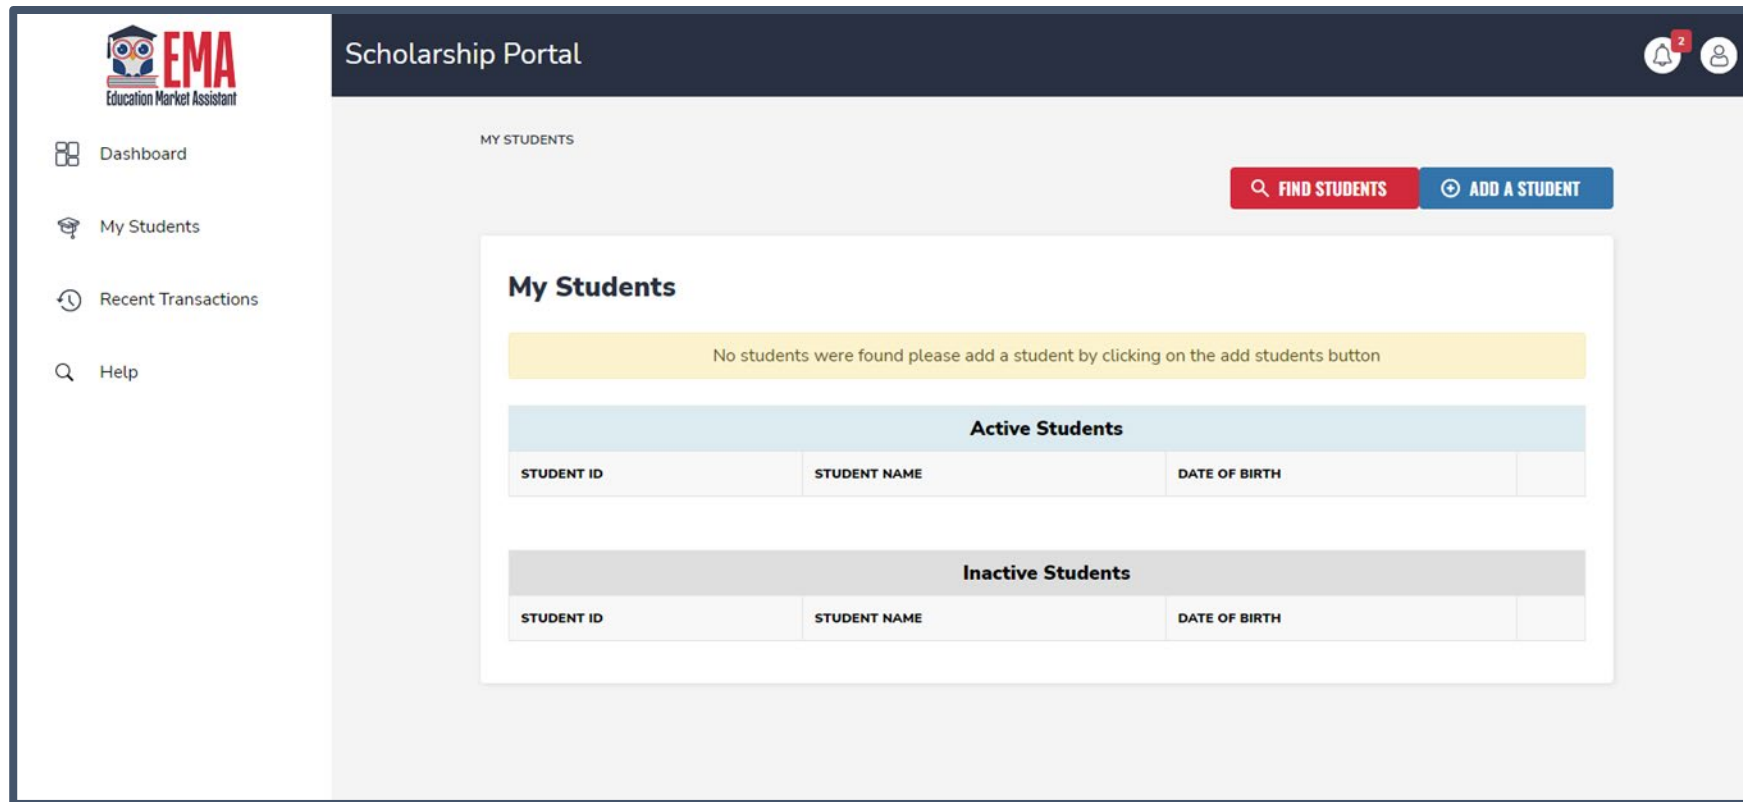 EMA
Education Market Assistant
Scholarship Portal
2
Dashboard
My Students
Recent Transactions
Help
MY STUDENTS
FIND STUDENTS
ADD A STUDENT
My Students
No students were found please add a student by clicking on the add students button
Active Students
STUDENT ID STUDENT NAME DATE OF BIRTH
Inactive Students
STUDENT ID STUDENT NAME DATE OF BIRTH